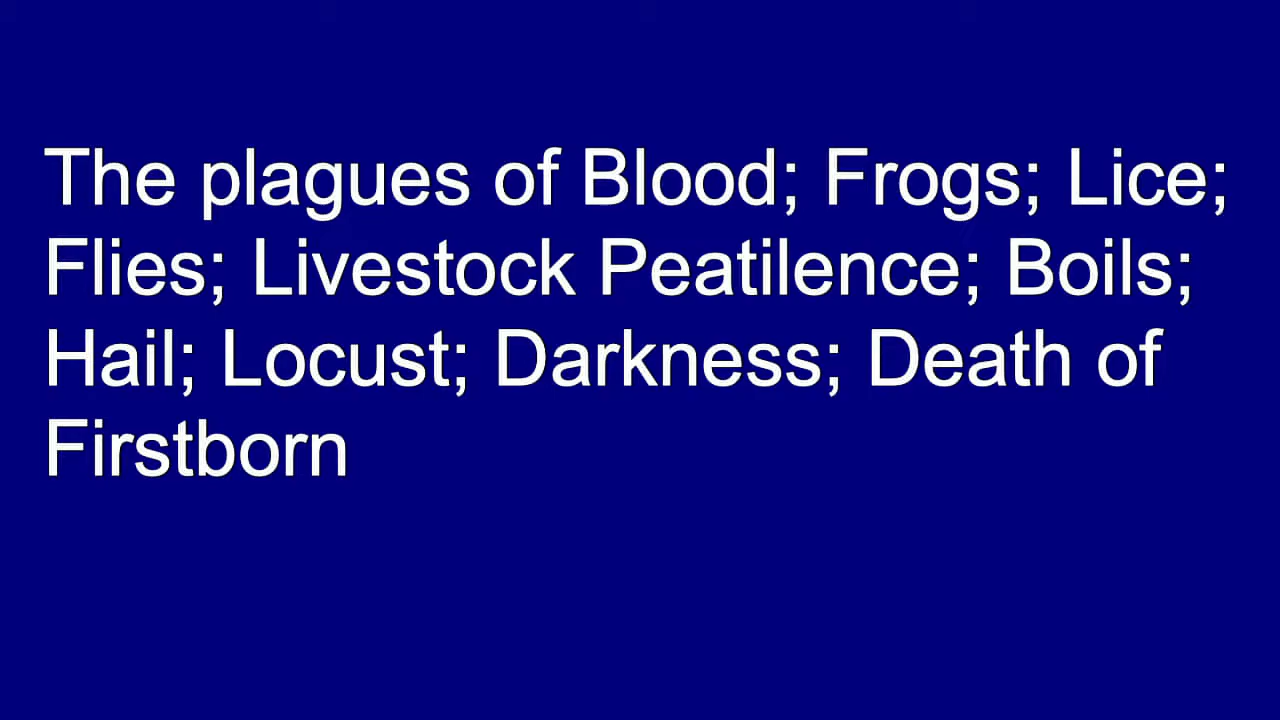 The plagues of Blood; Frogs; Lice;
Flies; Livestock Peatilence; Boils;
Hail; Locust; Darkness; Death of
Firstborn